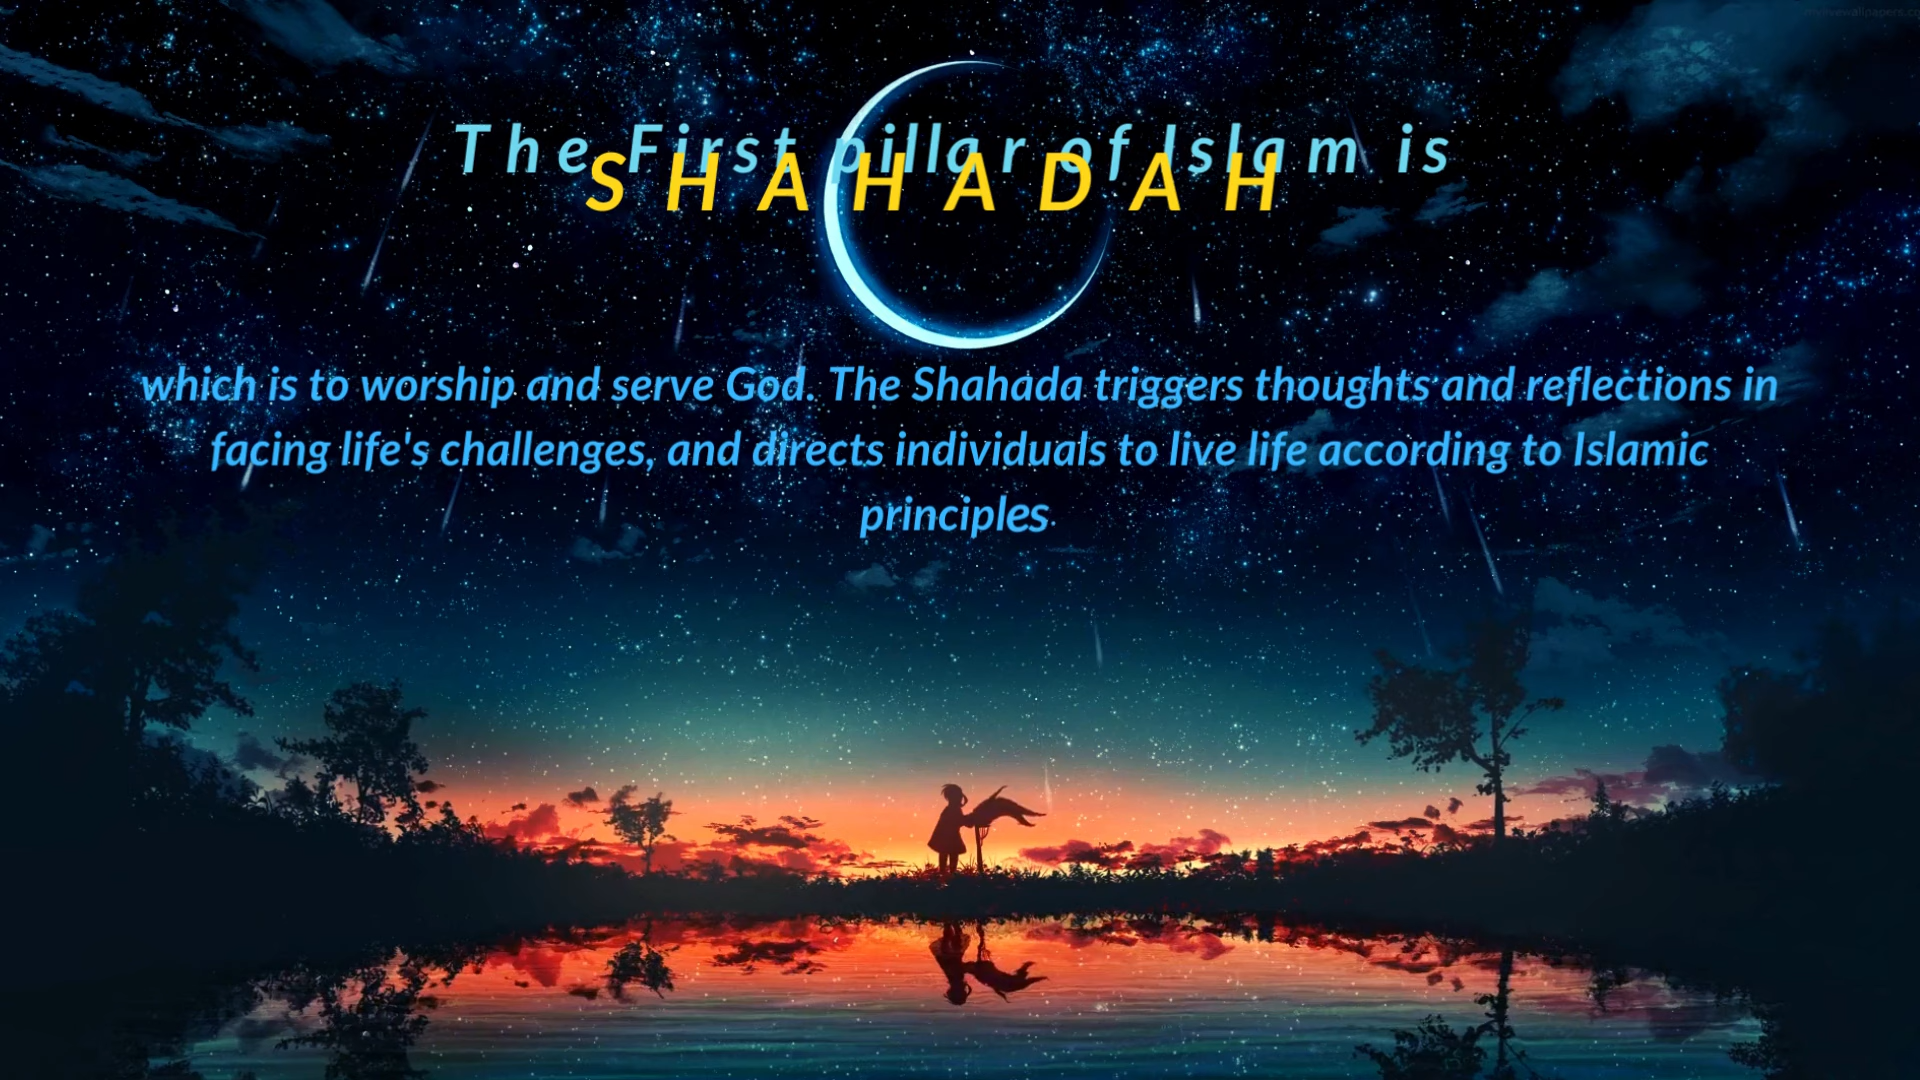 The First pillar of Islam is
SHAHADAH
which is to worship and serve God. The Shahada triggers thoughts and reflections in
facing life's challenges, and directs individuals to live life according to Islamic
principles.